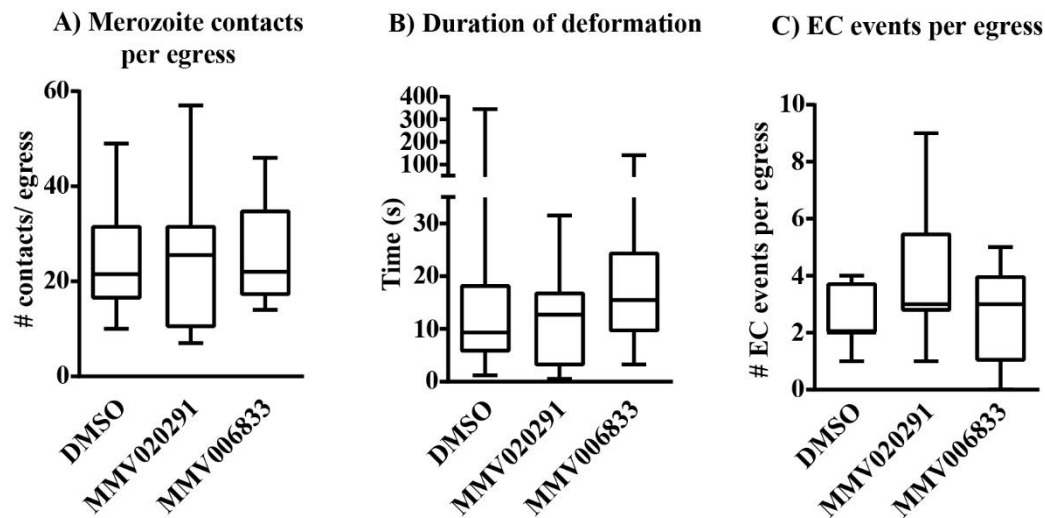 A) Merozoite contacts
per egress
# contacts/ egress
60
40
20
0
DMSO
MMV020291
MMV006833
B) Duration of deformation
Time (s)
400
300
200
100
30
20
10
0
DMSO
MMV020291
MMV006833
C) EC events per egress
# EC events per egress
10
8
6
4
2
0
DMSO
MMV020291
MMV006833